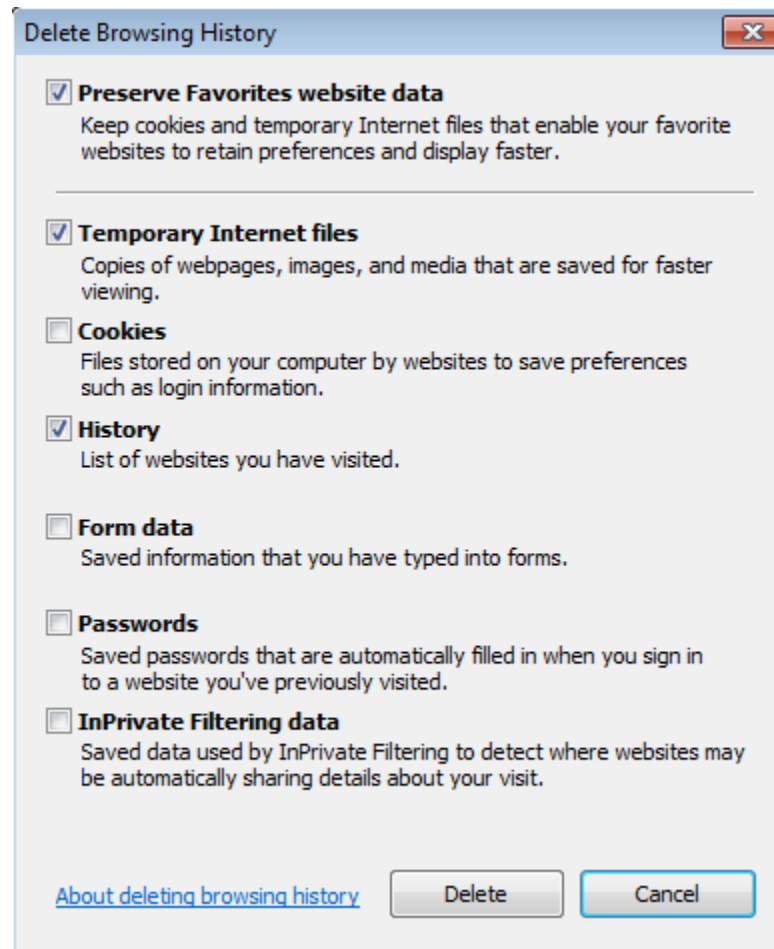 Delete Browsing History
Preserve Favorites website data
Keep cookies and temporary Internet files that enable your favorite
websites to retain preferences and display faster.
Temporary Internet files
Copies of webpages, images, and media that are saved for faster
viewing.
Cookies
Files stored on your computer by websites to save preferences
such as login information.
History
List of websites you have visited.
Form data
Saved information that you have typed into forms.
Passwords
Saved passwords that are automatically filled in when you sign in
to a website you've previously visited.
InPrivate Filtering data
Saved data used by InPrivate Filtering to detect where websites may
be automatically sharing details about your visit.
About deleting browsing history Delete Cancel